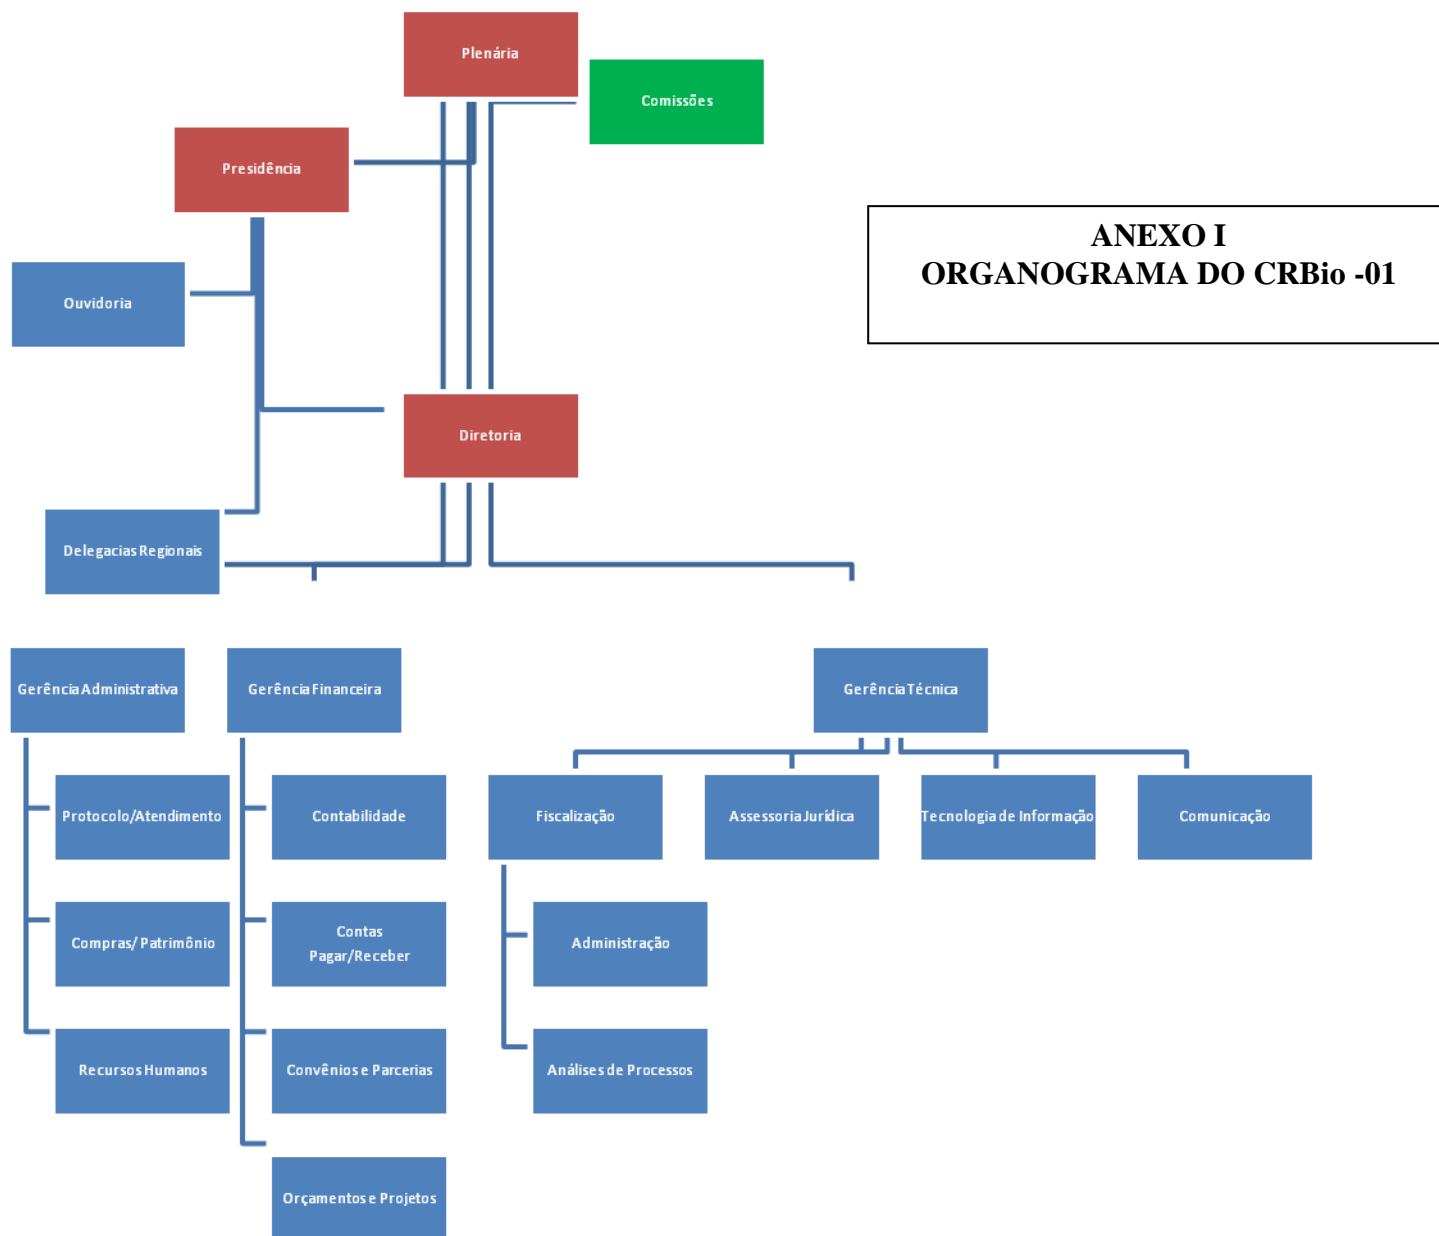 Plenária
Comissões
Presidência
ANEXO I
ORGANOGRAMA DO CRBio -01
Ouvidoria
Diretoria
Delegacias Regionais
Gerência Administrativa
Gerência Financeira
Gerência Técnica
Protocolo/Atendimento
Contabilidade
Fiscalização
Assessoria Jurídica
Tecnologia de Informação
Comunicação
Compras/ Patrimônio
Contas
Pagar/Receber
Administração
Recursos Humanos
Convênios e Parcerias
Análises de Processos
Orçamentos e Projetos